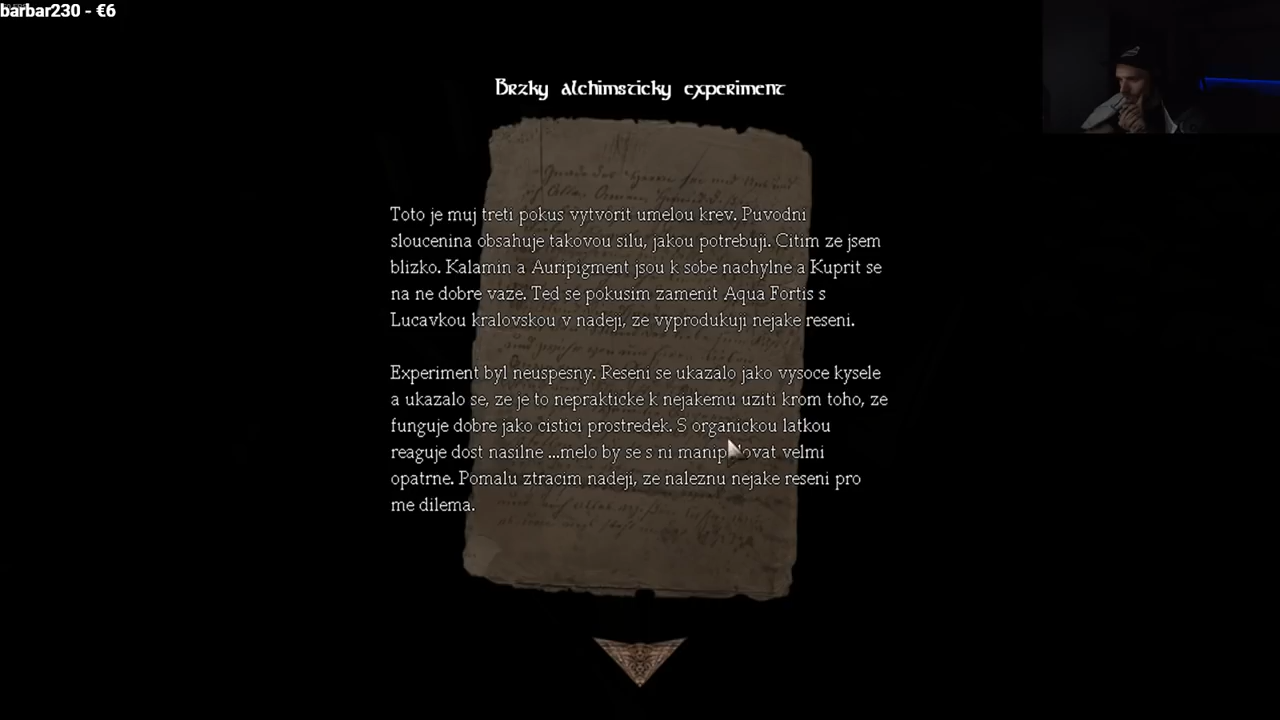 barbar230 - €6
Brzky alchimsticky experiment
Toto je muj treti pokus vytvorit umelou krev. Puvodni
sloucenina obsahuje takovou silu, jakou potrebuji. Citim ze jsem
blizko. Kalamin a Auripigment jsou k sobe nachylne a Kuprit se
na ne dobre vaze. Ted se pokusim zamenit Aqua Fortis s
Lucavkou kralovskou v nadeji, ze vyprodukuji nejake reseni.
Experiment byl neuspesny. Reseni se ukazalo jako vysoce kysele
a ukazalo se, ze je to neprakticke k nejakemu uziti krom toho, ze
funguje dobre jako cistici prostredek. S organickou latkou
reaguje dost nasilne ...melo by se s ni manipulovat velmi
opatrne. Pomalu ztracim nadeji, ze naleznu nejake reseni pro
me dilema.